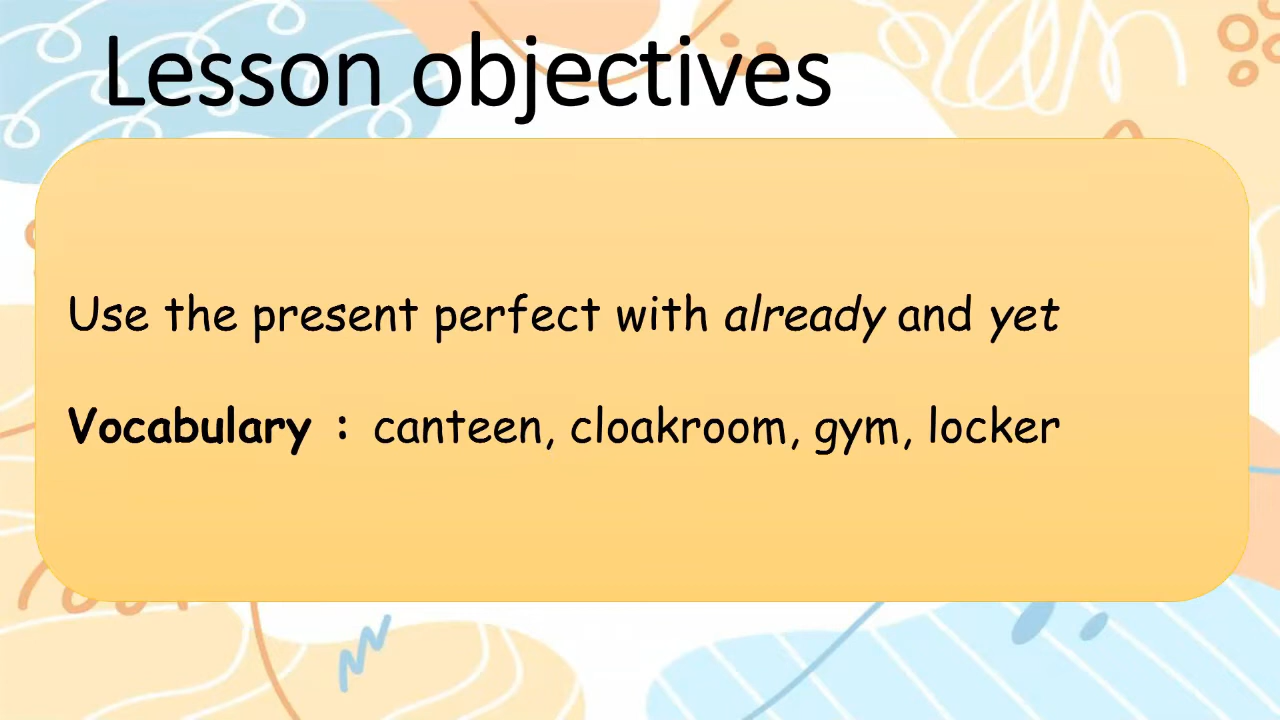 Lesson objectives
Use the present perfect with already and yet
Vocabulary : canteen, cloakroom, gym, locker